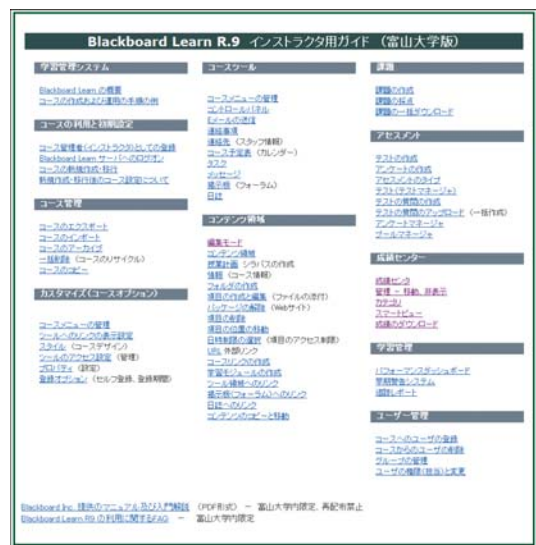 Blackboard Learn R.9 インストラクタ用ガイド (富山大学版)
学習管理システム
Blackboard Learn の概要
コースの作成および運用の手順の例
コースの利用と初期設定
コース管理者(インストラクタ)としての登録
Blackboard Learn サーバーへのログオン
コースの新規作成・移行
新規作成・移行後のコース設定について
コース管理
コースのエクスポート
コースのインポート
コースのアーカイブ
一括削除 (コースのリサイクル)
コースのコピー
カスタマイズ(コースオプション)
コースメニューの管理
ツールへのリンクの表示設定
スタイル (コースデザイン)
ツールのアクセス設定 (管理)
プロパティ (設定)
登録オプション (セルフ登録、登録期間)
コースツール
コースメニューの管理
コントロールパネル
Eメールの送信
連絡事項
連絡先 (スタッフ情報)
コース予定表 (カレンダー)
タスク
メッセージ
掲示板 (フォーラム)
日誌
コンテンツ領域
編集モード
コンテンツ領域
授業計画 シラバスの作成
情報 (コース情報)
フォルダの作成
項目の作成と編集 (ファイルの添付)
パッケージの解除 (Webサイト)
項目の削除
項目の位置の移動
日時制限の選択 (項目のアクセス制限)
URL 外部リンク
コースリンクの作成
学習モジュールの作成
ツール領域へのリンク
掲示板(フォーラム)へのリンク
日誌へのリンク
コンテンツのコピーと移動
課題
課題の作成
課題の採点
課題の一括ダウンロード
アセスメント
テストの作成
アンケートの作成
アセスメントのタイプ
テスト(テストマネージャ)
テストの質問の作成
テストの質問のアップロード (一括作成)
アンケートマネージャ
プールマネージャ
成績センター
成績センタ
管理 - 移動、非表示
カテゴリ
スマートビュー
成績のダウンロード
学習管理
パフォーマンスダッシュボード
早期警告システム
追跡レポート
ユーザー管理
コースへのユーザの登録
コースからのユーザの削除
グループの管理
ユーザの権限(担当)と変更
Blackboard Inc. 提供のマニュアル及び入門解説 (PDF形式) - 富山大学内限定、再配布禁止
Blackboard Learn R9 の利用に関するFAQ - 富山大学内限定